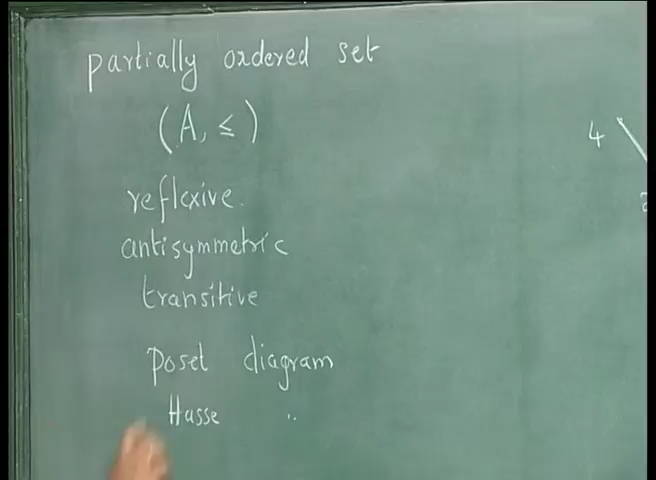 partially ordered set
(A, ≤)
reflexive.
antisymmetric
transitive
poset diagram
Hasse "
4